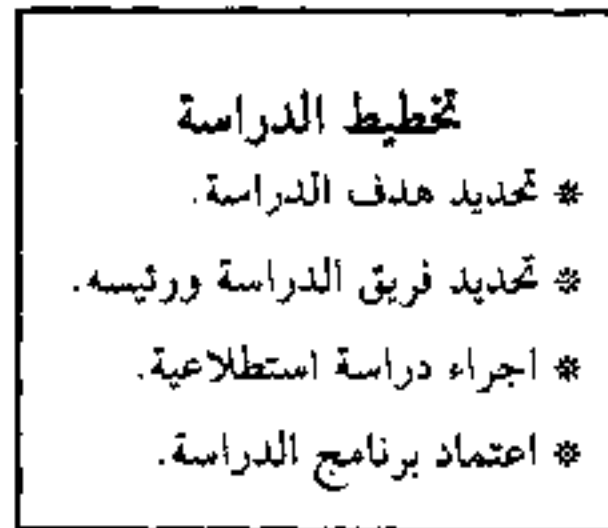 تخطيط الدراسة
* تحديد هدف الدراسة.
* تحديد فريق الدراسة ورئيسه.
* اجراء دراسة استطلاعية.
* اعتماد برنامج الدراسة.